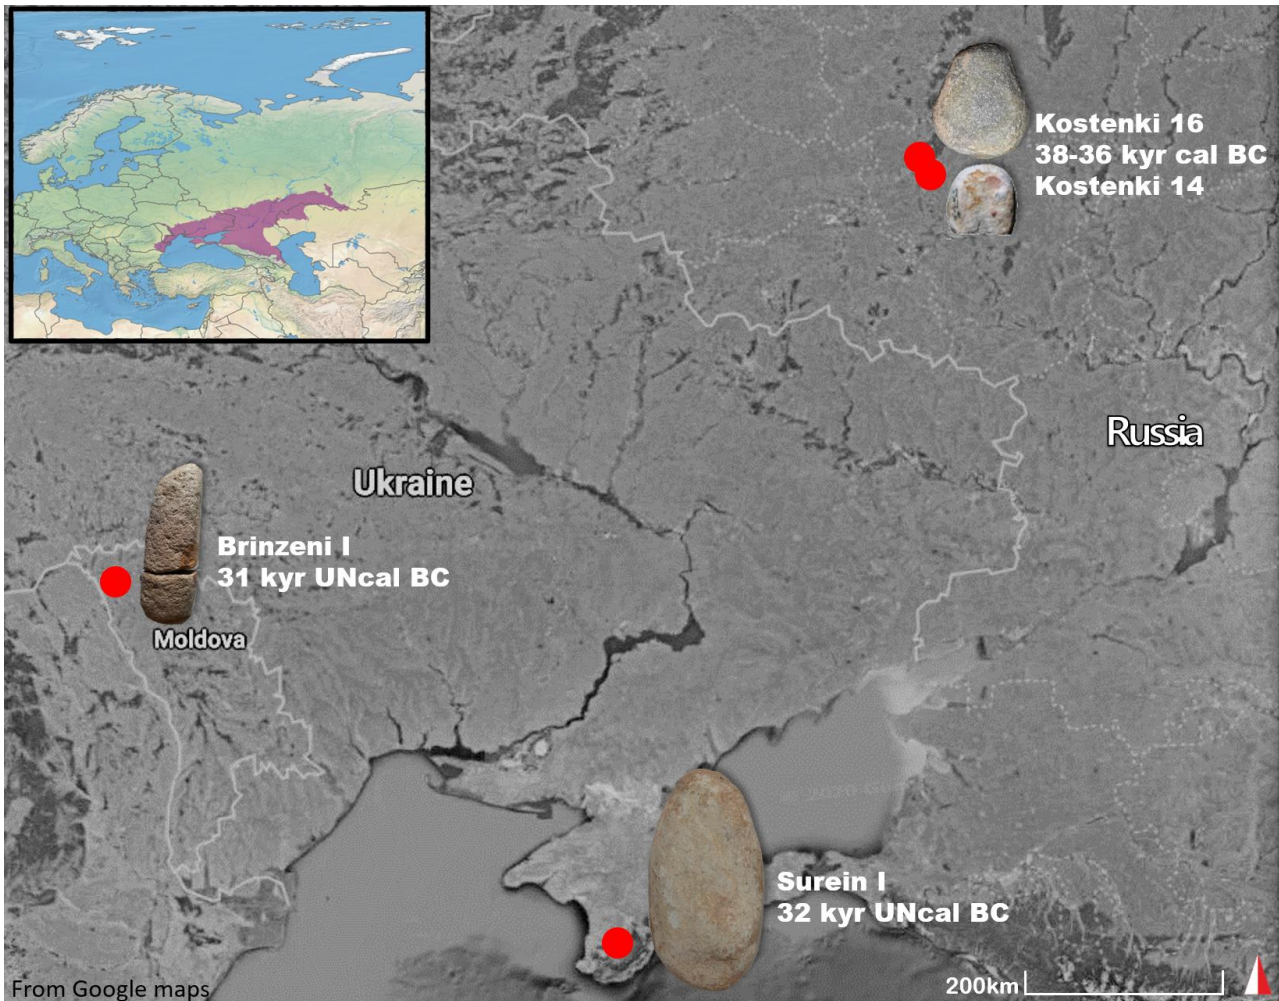 Kostenki 16
38-36 kyr cal BC
Kostenki 14
Russia
Ukraine
Brinzeni I
31 kyr UNcal BC
Moldova
Surein I
32 kyr UNcal BC
200km
From Google maps